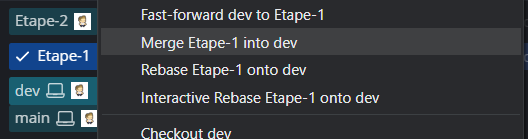 Etape-2
Etape-1
dev
main
Fast-forward dev to Etape-1
Merge Etape-1 into dev
Rebase Etape-1 onto dev
Interactive Rebase Etape-1 onto dev
Checkout dev